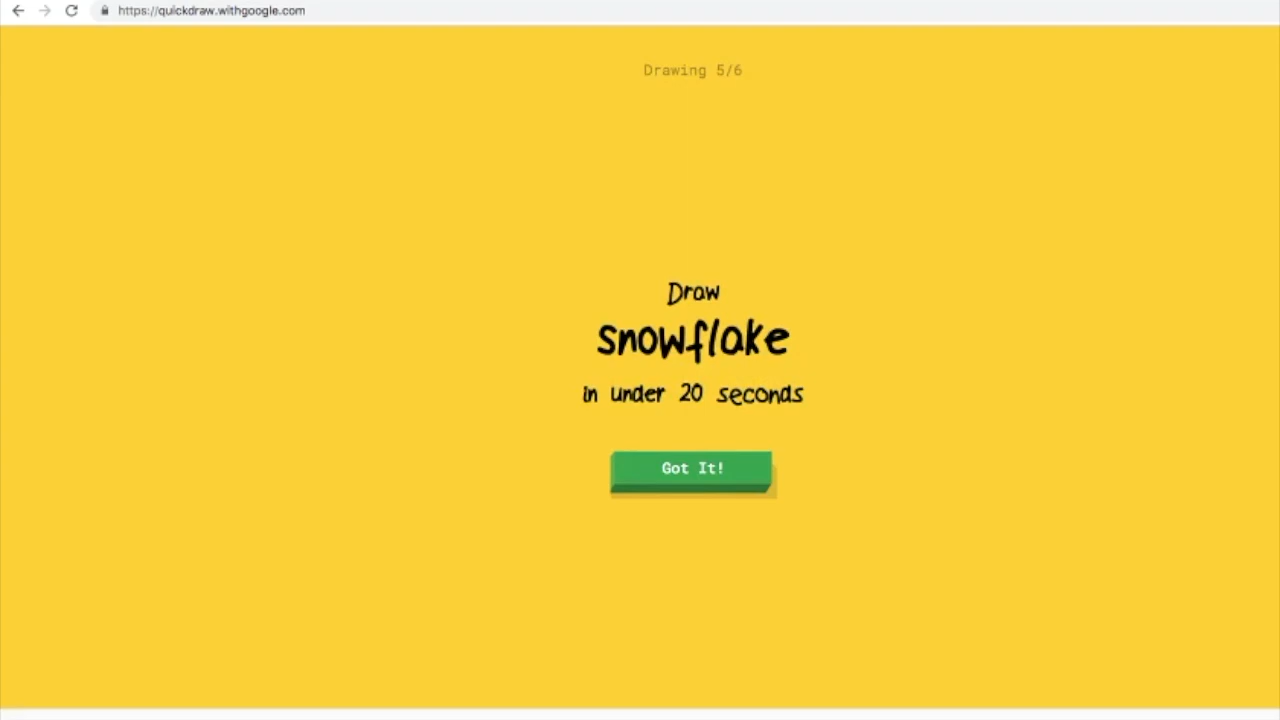 https://quickdraw.withgoogle.com
Drawing 5/6
Draw
snowflake
in under 20 seconds
Got It!